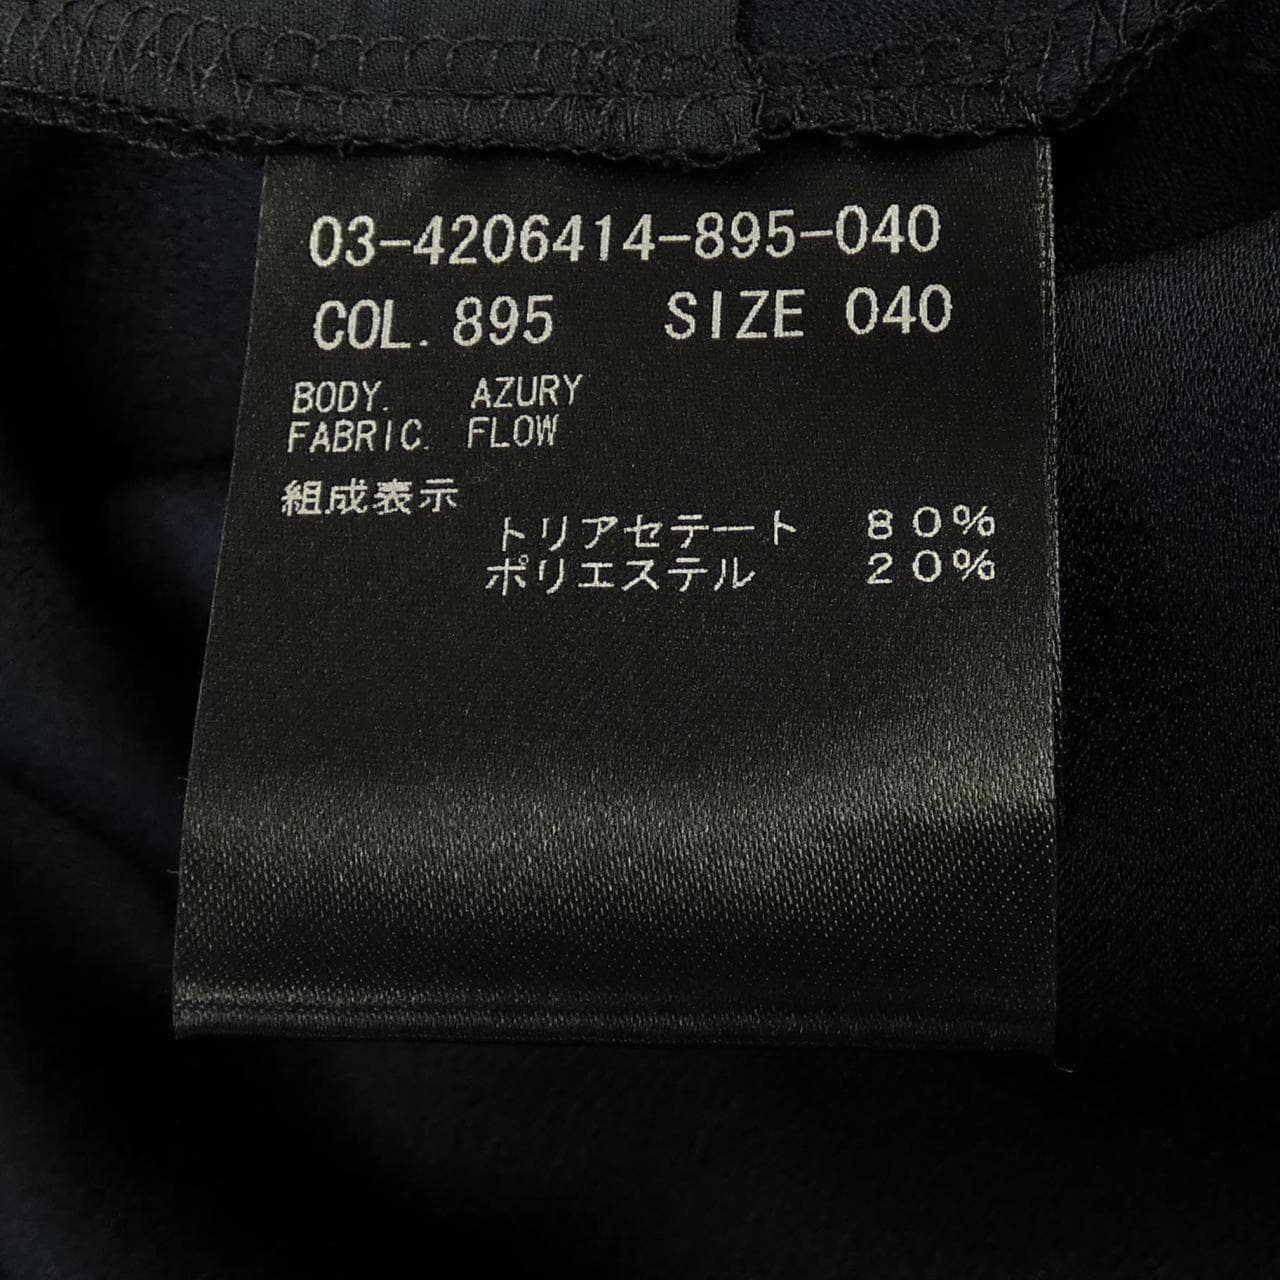 03-4206414-895-040
COL. 895 SIZE 040
BODY. AZURY
FABRIC. FLOW
組成表示
トリアセテート 80%
ポリエステル 20%